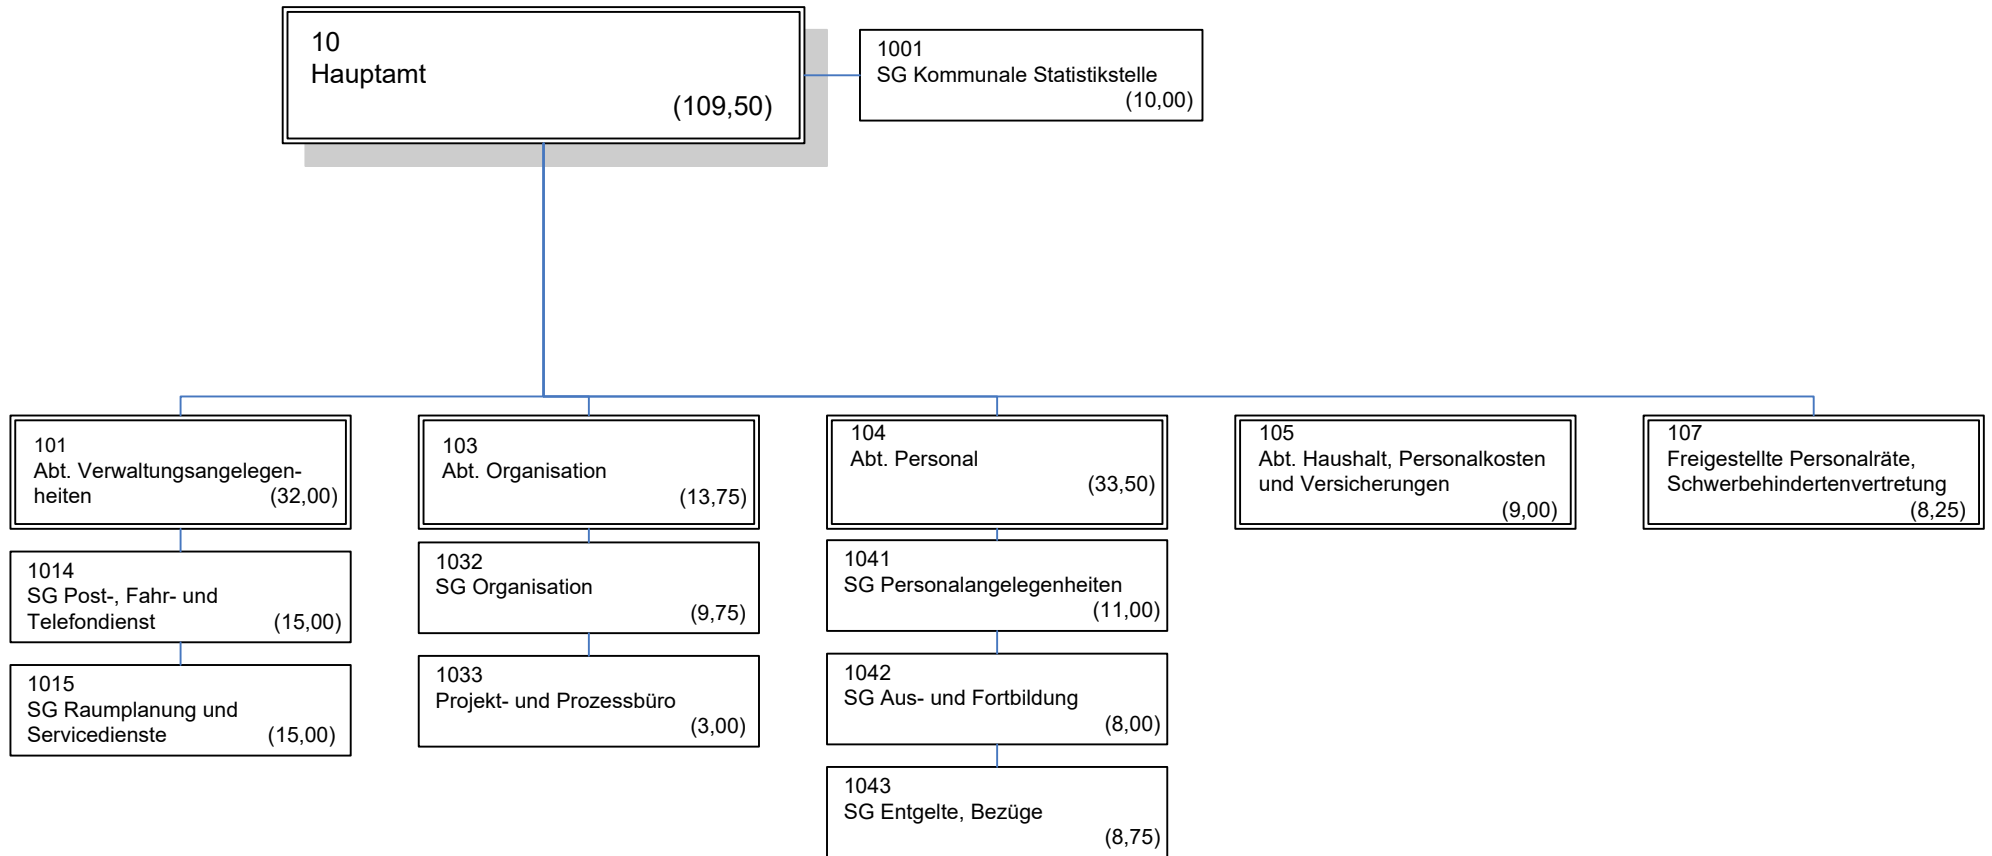 10
Hauptamt
(109,50)
1001
SG Kommunale Statistikstelle
(10,00)
101
Abt. Verwaltungsangelegen-
heiten (32,00)
103
Abt. Organisation
(13,75)
104
Abt. Personal
(33,50)
105
Abt. Haushalt, Personalkosten
und Versicherungen
(9,00)
107
Freigestellte Personalräte,
Schwerbehindertenvertretung
(8,25)
1014
SG Post-, Fahr- und
Telefondienst (15,00)
1015
SG Raumplanung und
Servicedienste (15,00)
1032
SG Organisation
(9,75)
1033
Projekt- und Prozessbüro
(3,00)
1041
SG Personalangelegenheiten
(11,00)
1042
SG Aus- und Fortbildung
(8,00)
1043
SG Entgelte, Bezüge
(8,75)